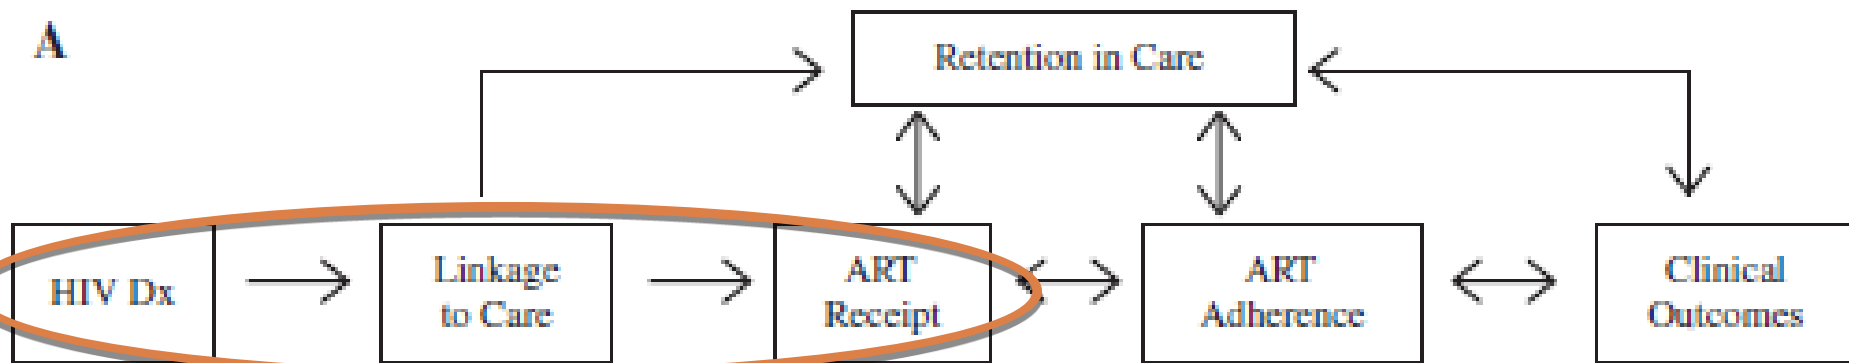 A
Retention in Care
HIV Dx
Linkage
to Care
ART
Receipt
ART
Adherence
Clinical
Outcomes